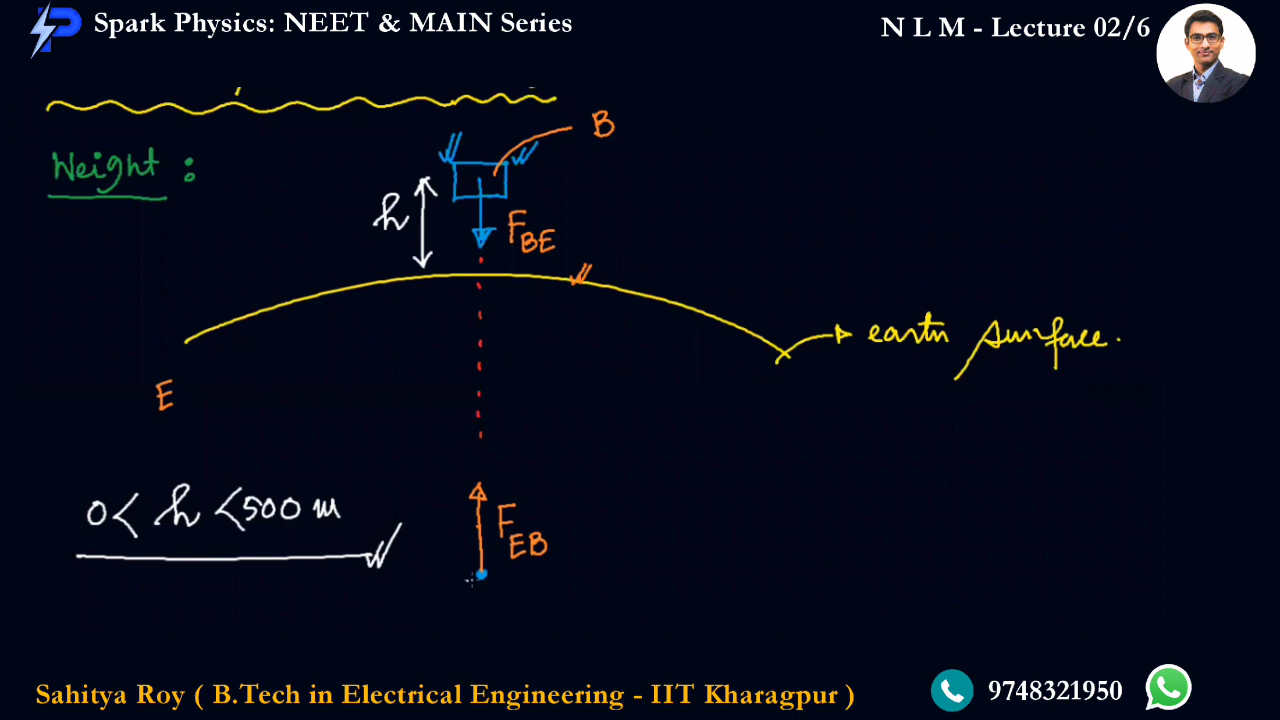 Spark Physics: NEET & MAIN Series
N L M - Lecture 02/6
Weight :
B
h
F_BE
earth surface.
E
0 < h < 500 m
F_EB
Sahitya Roy ( B.Tech in Electrical Engineering - IIT Kharagpur )
9748321950